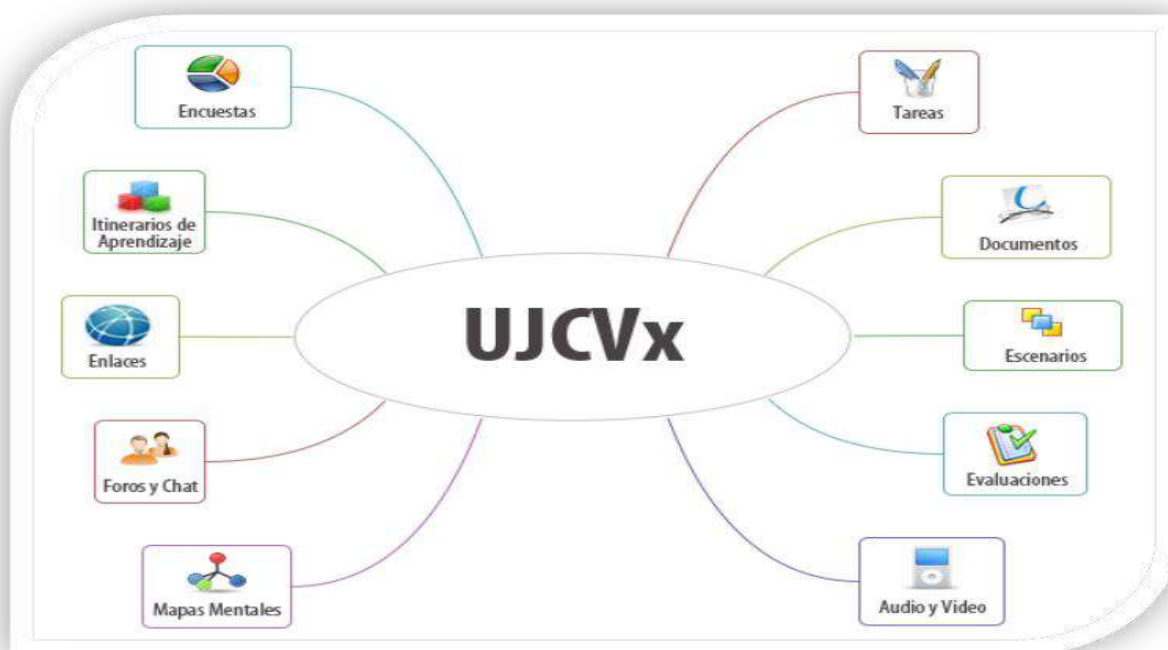 Encuestas
Tareas
Itinerarios de
Aprendizaje
Documentos
UJCVx
Enlaces
Escenarios
Foros y Chat
Evaluaciones
Mapas Mentales
Audio y Video